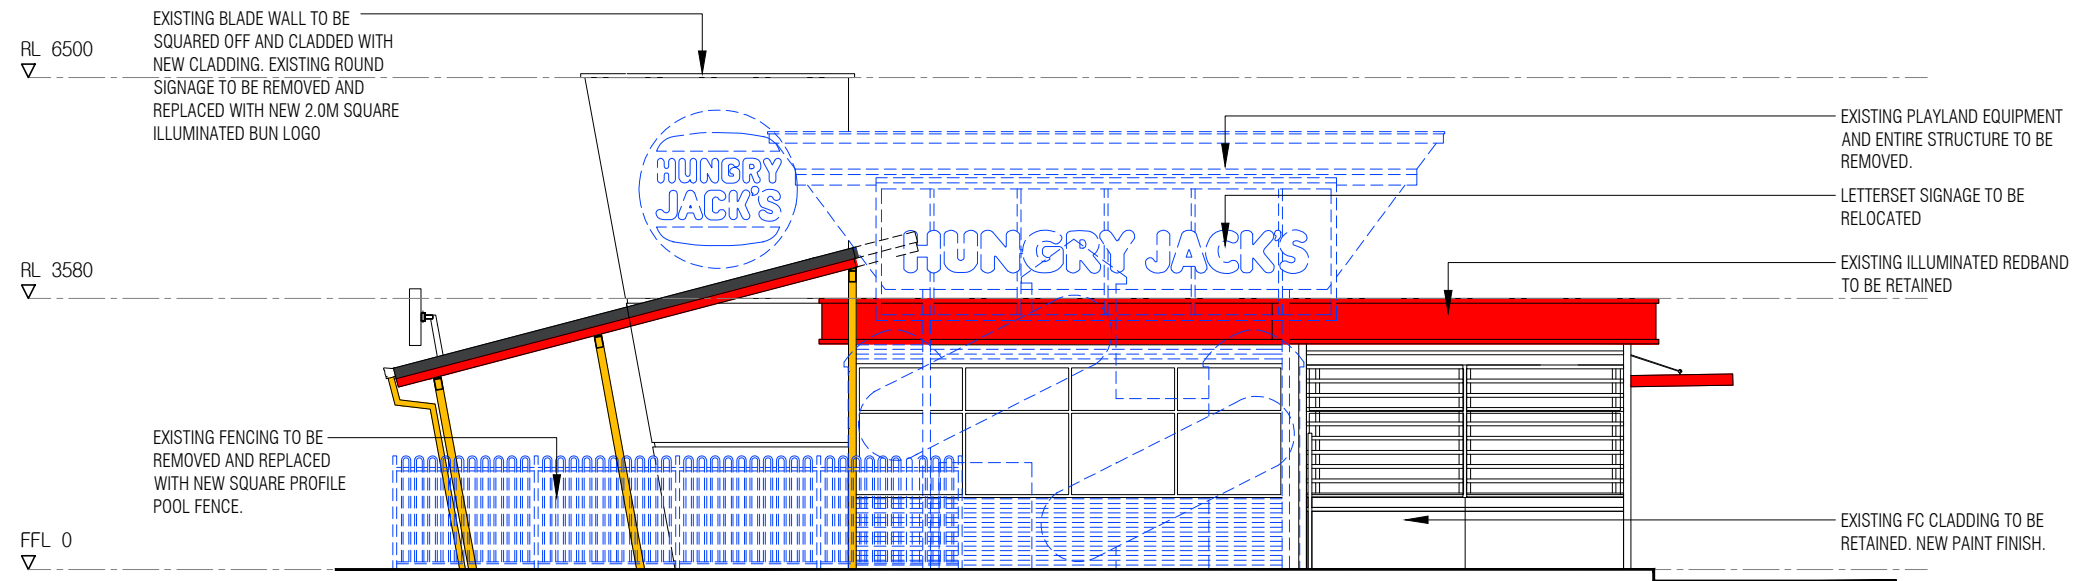 EXISTING BLADE WALL TO BE
SQUARED OFF AND CLADDED WITH
NEW CLADDING. EXISTING ROUND
SIGNAGE TO BE REMOVED AND
REPLACED WITH NEW 2.0M SQUARE
ILLUMINATED BUN LOGO
RL 6500
HUNGRY
JACK'S
EXISTING PLAYLAND EQUIPMENT
AND ENTIRE STRUCTURE TO BE
REMOVED.
LETTERSET SIGNAGE TO BE
RELOCATED
HUNGRY JACK'S
EXISTING ILLUMINATED REDBAND
TO BE RETAINED
RL 3580
EXISTING FENCING TO BE
REMOVED AND REPLACED
WITH NEW SQUARE PROFILE
POOL FENCE.
EXISTING FC CLADDING TO BE
RETAINED. NEW PAINT FINISH.
FFL 0